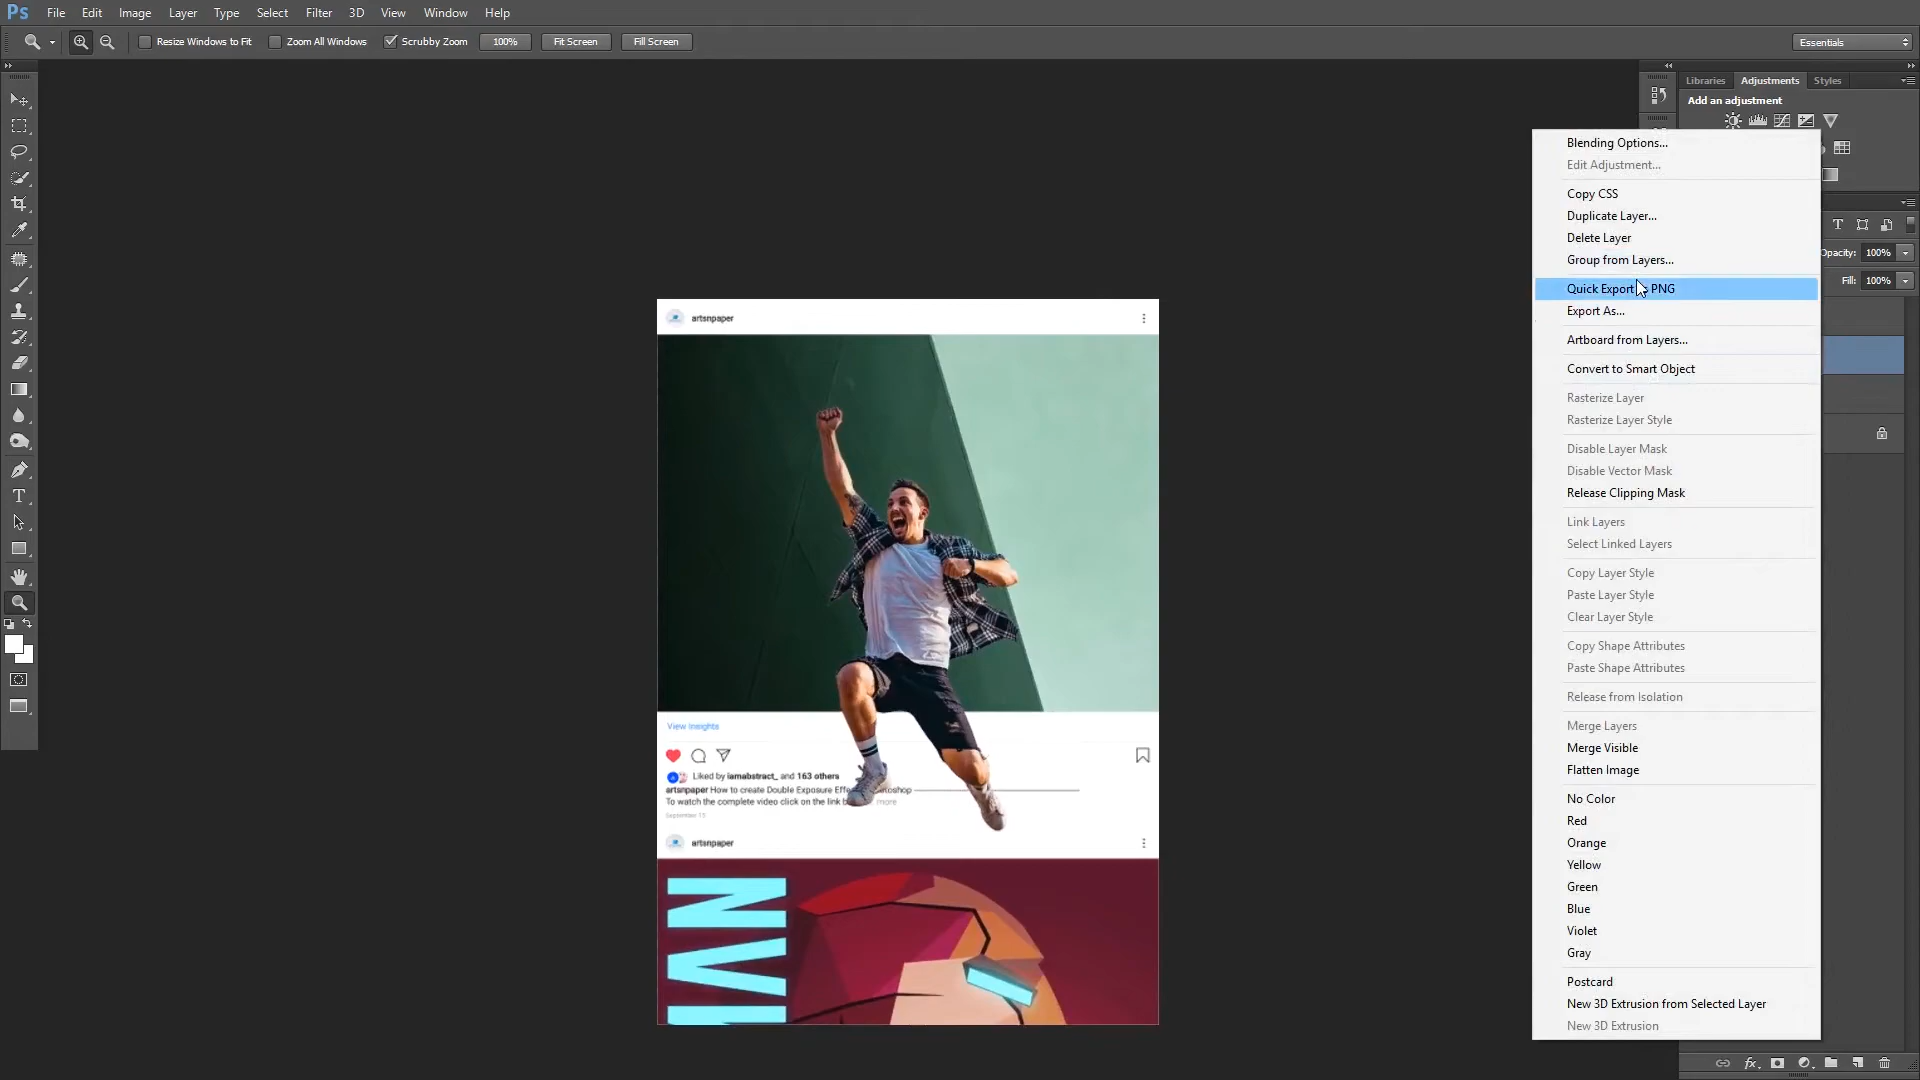 Ps File Edit Image Layer Type Select Filter 3D View Window Help
Resize Windows to Fit Zoom All Windows Scrubby Zoom 100% Fit Screen Fill Screen Essentials
Libraries Adjustments Styles
Add an adjustment
Opacity: 100%
Fill: 100%
Blending Options...
Edit Adjustment...
Copy CSS
Duplicate Layer...
Delete Layer
Group from Layers...
Quick Export PNG
Export As...
Artboard from Layers...
Convert to Smart Object
Rasterize Layer
Rasterize Layer Style
Disable Layer Mask
Disable Vector Mask
Release Clipping Mask
Link Layers
Select Linked Layers
Copy Layer Style
Paste Layer Style
Clear Layer Style
Copy Shape Attributes
Paste Shape Attributes
Release from Isolation
Merge Layers
Merge Visible
Flatten Image
No Color
Red
Orange
Yellow
Green
Blue
Violet
Gray
Postcard
New 3D Extrusion from Selected Layer
New 3D Extrusion
T
fx
artsnpaper
View Insights
Liked by iamabstract_ and 163 others
artsnpaper How to create Double Exposure
To watch the complete video click on the link more
September 15
artsnpaper